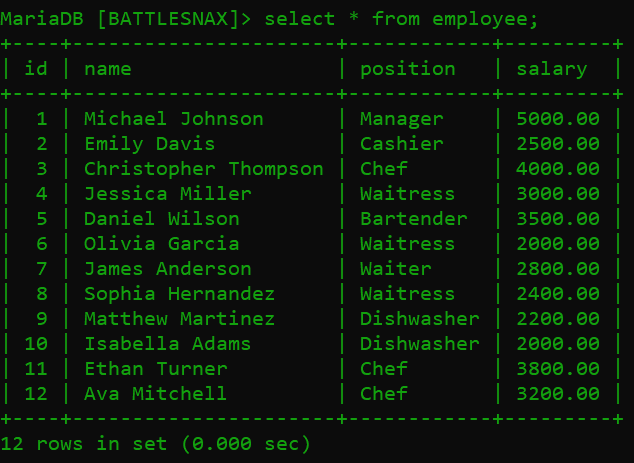 MariaDB [BATTLESNAX]> select * from employee;
+----+----------------------+------------+---------+
| id | name                 | position   | salary  |
+----+----------------------+------------+---------+
|  1 | Michael Johnson      | Manager    | 5000.00 |
|  2 | Emily Davis          | Cashier    | 2500.00 |
|  3 | Christopher Thompson | Chef       | 4000.00 |
|  4 | Jessica Miller       | Waitress   | 3000.00 |
|  5 | Daniel Wilson        | Bartender  | 3500.00 |
|  6 | Olivia Garcia        | Waitress   | 2000.00 |
|  7 | James Anderson       | Waiter     | 2800.00 |
|  8 | Sophia Hernandez     | Waitress   | 2400.00 |
|  9 | Matthew Martinez     | Dishwasher | 2200.00 |
| 10 | Isabella Adams       | Dishwasher | 2000.00 |
| 11 | Ethan Turner         | Chef       | 3800.00 |
| 12 | Ava Mitchell         | Chef       | 3200.00 |
+----+----------------------+------------+---------+
12 rows in set (0.000 sec)